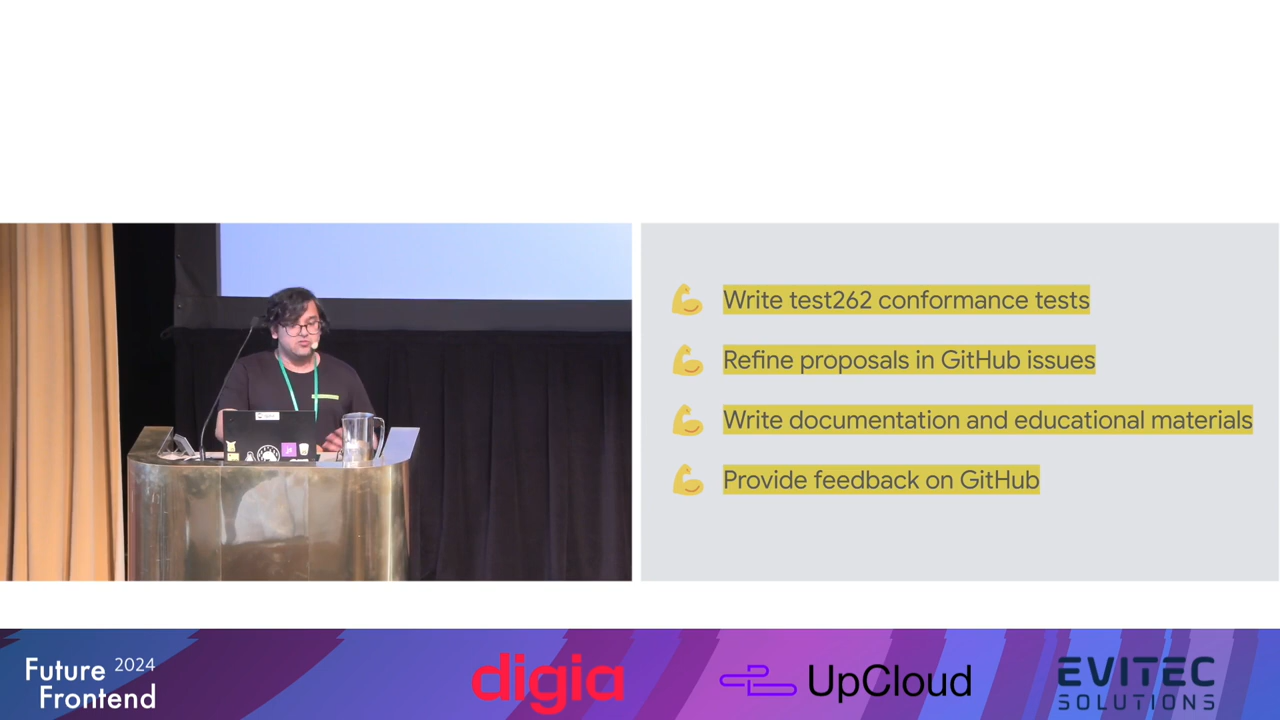 Write test262 conformance tests
Refine proposals in GitHub issues
Write documentation and educational materials
Provide feedback on GitHub
Future 2024
Frontend
digia
UpCloud
EVITEC
SOLUTIONS